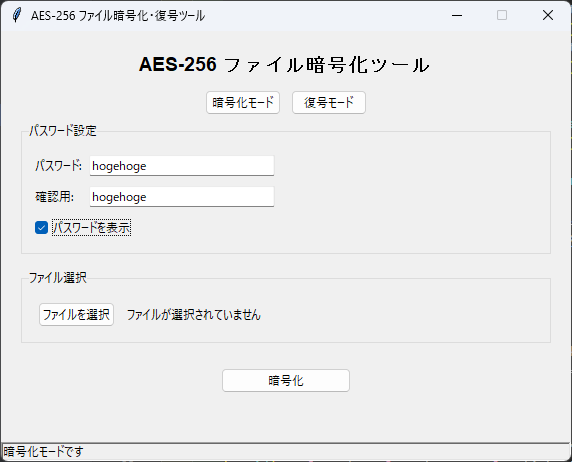 AES-256 ファイル暗号化・復号ツール
AES-256 ファイル暗号化ツール
暗号化モード 復号モード
パスワード設定
パスワード: hogehoge
確認用: hogehoge
パスワードを表示
ファイル選択
ファイルを選択 ファイルが選択されていません
暗号化
暗号化モードです